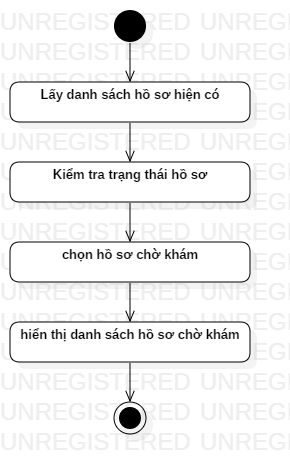 Lấy danh sách hồ sơ hiện có
Kiểm tra trạng thái hồ sơ
chọn hồ sơ chờ khám
hiển thị danh sách hồ sơ chờ khám